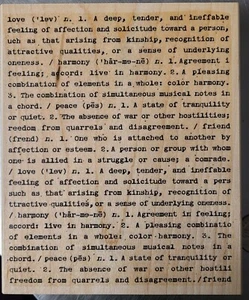 love ('lev) n. 1. A deep, tender, and ineffable
feeling of affection and solicitude toward a person,
uch as that arising from kinship, recognition of
attractive qualities, or a sense of underlying
oneness. / harmony ('här-mə-nē) n. 1. Agreement i
feeling; accord: live in harmony. 2. A pleasing
combination of elements in a whole: color harmony.
3. The combination of simultaneous musical notes in
a chord. / peace (pēs) n. 1. A state of tranquility
or quiet. 2. The absence of war or other hostilities;
freedom from quarrels and disagreement. / friend
(frend) n. 1. One who is attached to another by
affection or esteem. 2. A person or group with whom
one is allied in a struggle or cause; a comrade.
/ love ('lev) n. 1. A deep, tender, and ineffable
feeling of affection and solicitude toward a pers
such as that arising from kinship, recognition of
ttractive qualities, or a sense of underlying oneness.
/ harmony ('här-mə-nē) n. 1. Agreement in feeling;
accord: live in harmony. 2. A pleasing combinatio
of elements in a whole: color harmony. 3. The
combination of simultaneous musical notes in a
chord. / peace (pēs) n. 1. A state of tranquility or
quiet. 2. The absence of war or other hostili
freedom from quarrels and disagreement. / friend